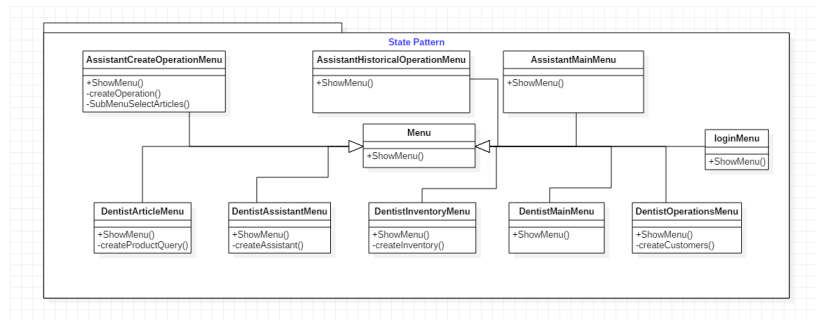 State Pattern
AssistantCreateOperationMenu
+ShowMenu()
-createOperation()
-SubMenuSelectArticles()
AssistantHistoricalOperationMenu
+ShowMenu()
AssistantMainMenu
+ShowMenu()
Menu
+ShowMenu()
loginMenu
+ShowMenu()
DentistArticleMenu
+ShowMenu()
-createProductQuery()
DentistAssistantMenu
+ShowMenu()
-createAssistant()
DentistInventoryMenu
+ShowMenu()
-createInventory()
DentistMainMenu
+ShowMenu()
DentistOperationsMenu
+ShowMenu()
-createCustomers()